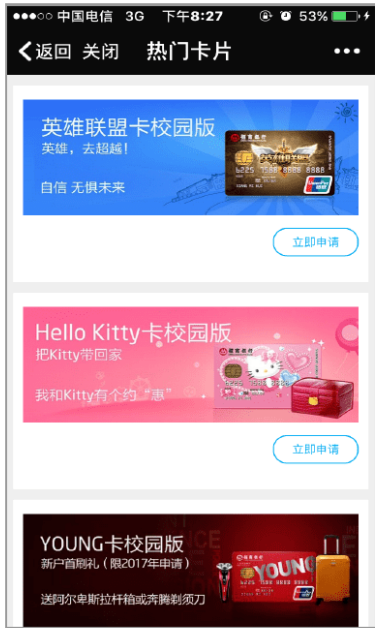 中国电信 3G 下午8:27 53%
返回 关闭 热门卡片
英雄联盟卡校园版
英雄，去超越！
自信 无惧未来
立即申请
Hello Kitty卡校园版
把Kitty带回家
我和Kitty有个约“惠”
立即申请
YOUNG卡校园版
新户首刷礼（限2017年申请）
送阿尔卑斯拉杆箱或奔腾剃须刀
YOUNG